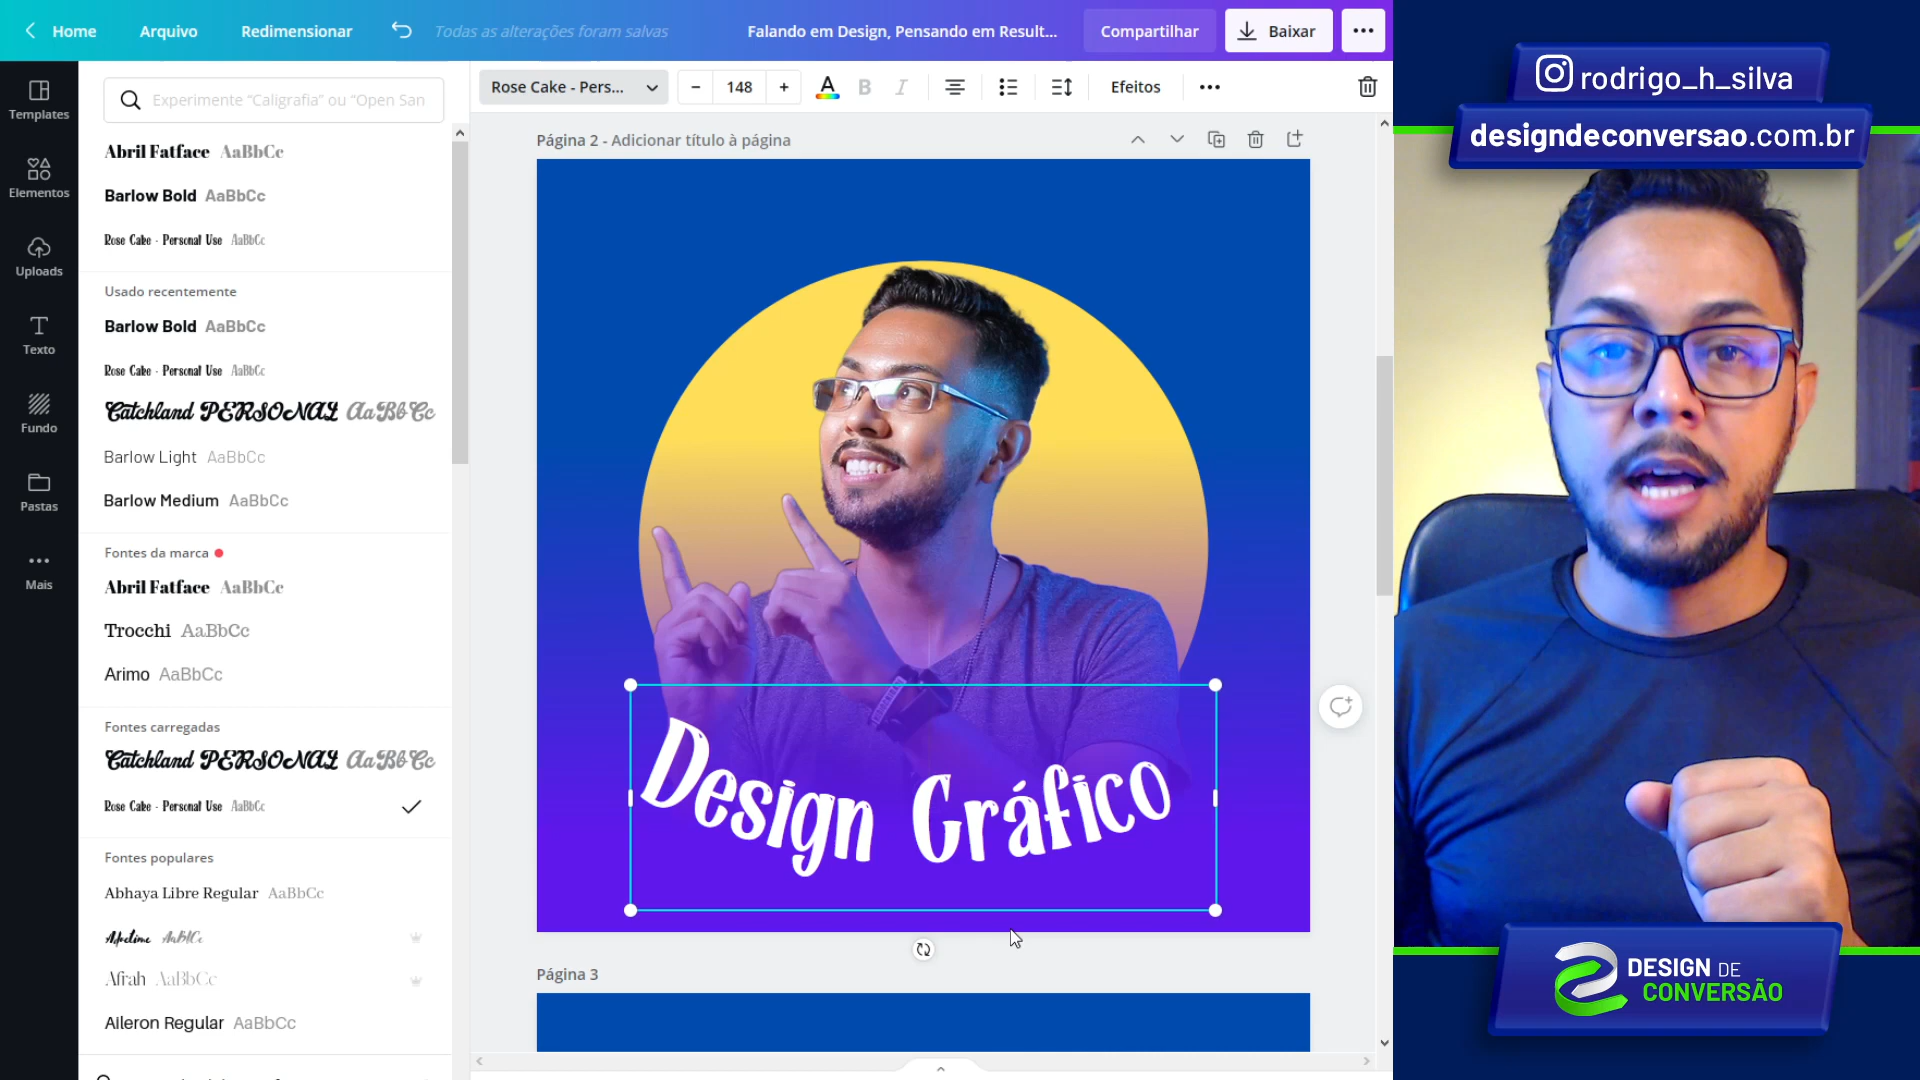 Home
Arquivo
Redimensionar
Todas as alterações foram salvas
Falando em Design, Pensando em Result...
Compartilhar
Baixar
Templates
Elementos
Uploads
Texto
Fundo
Pastas
Mais
Experimente “Caligrafia” ou “Open San
Abril Fatface AaBbCc
Barlow Bold AaBbCc
Rose Cake - Personal Use AaBbCc
Usado recentemente
Barlow Bold AaBbCc
Rose Cake - Personal Use AaBbCc
Catchland PERSONAL AaBbCc
Barlow Light AaBbCc
Barlow Medium AaBbCc
Fontes da marca
Abril Fatface AaBbCc
Trocchi AaBbCc
Arimo AaBbCc
Fontes carregadas
Catchland PERSONAL AaBbCc
Rose Cake - Personal Use AaBbCc
Fontes populares
Abhaya Libre Regular AaBbCc
AaBbCc
Afrah AaBbCc
Aileron Regular AaBbCc
Rose Cake - Pers...
148
A
B
I
Efeitos
Página 2 - Adicionar título à página
Design Gráfico
Página 3
rodrigo_h_silva
designdeconversao.com.br
DESIGN DE
CONVERSÃO